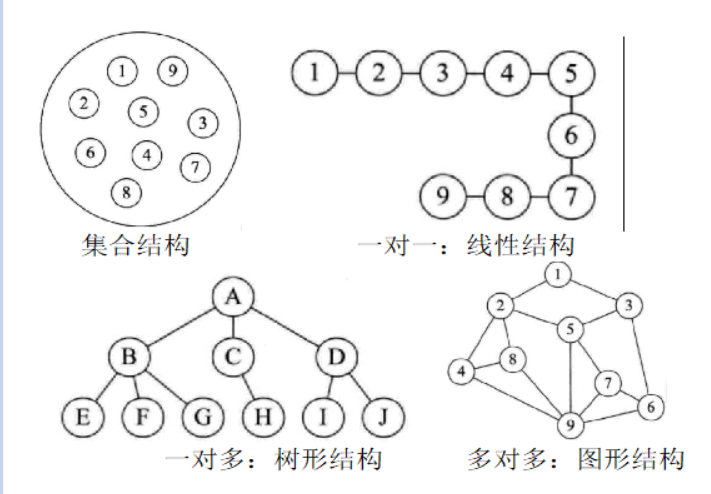 1 9
2 5 3
6 4 7
8
集合结构
1 2 3 4 5
6
9 8 7
一对一：线性结构
A
B C D
E F G H I J
一对多：树形结构
1
2 3
5
4 8
7
6
9
多对多：图形结构